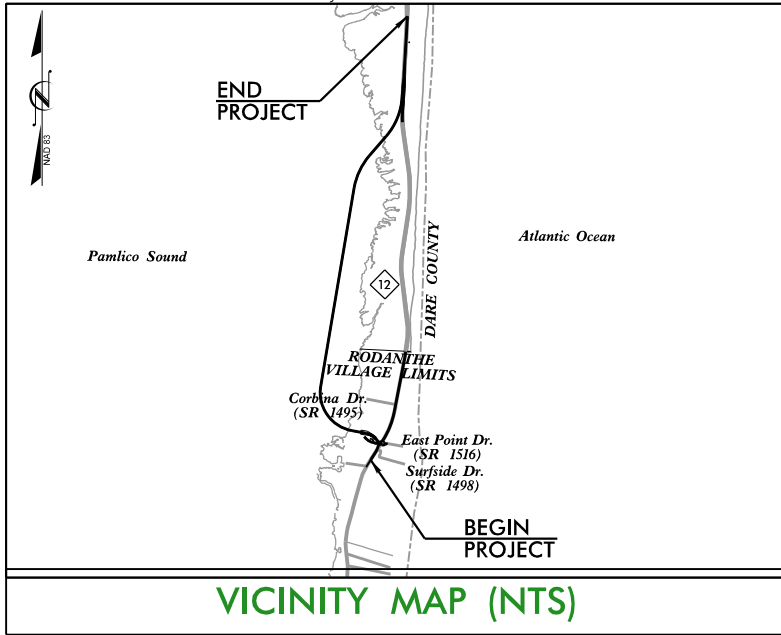 END
PROJECT
NAD 83
Pamlico Sound
Atlantic Ocean
DARE COUNTY
12
RODANTHE
VILLAGE LIMITS
Corbina Dr.
(SR 1495)
East Point Dr.
(SR 1516)
Surfside Dr.
(SR 1498)
BEGIN
PROJECT
VICINITY MAP (NTS)